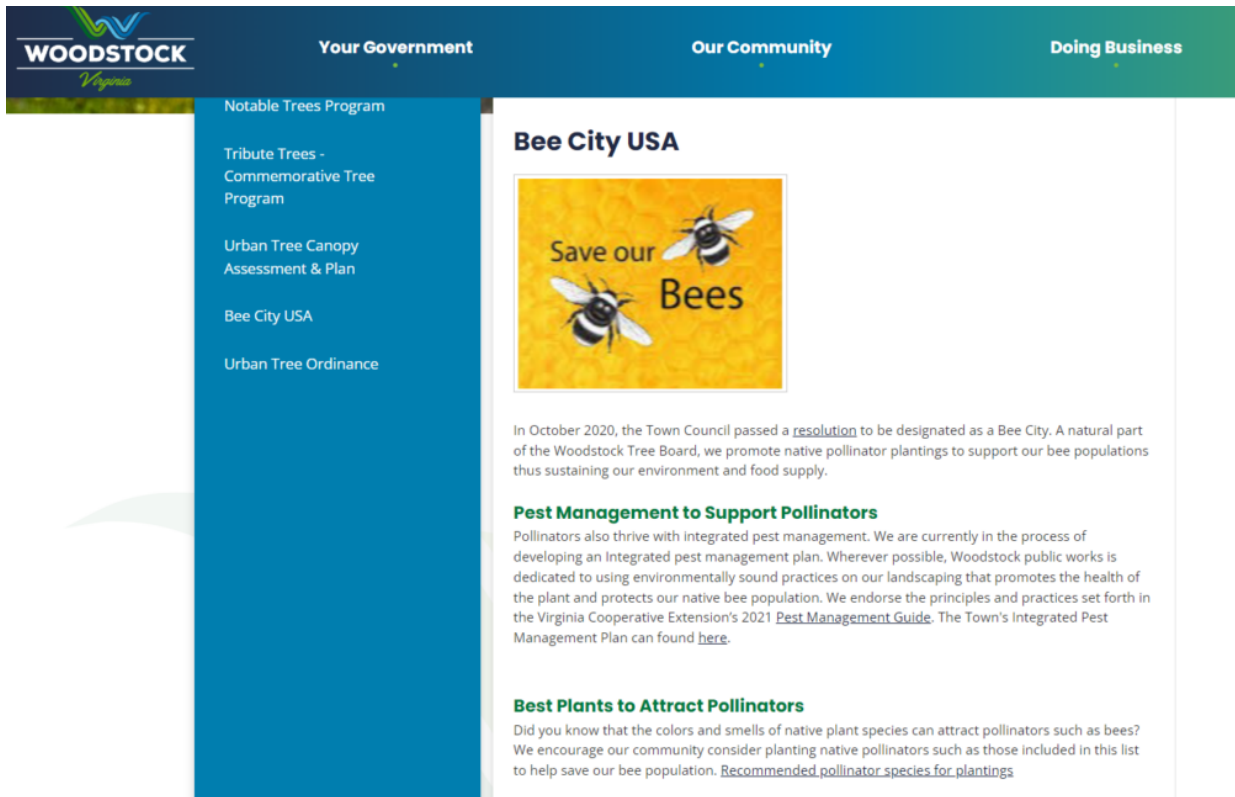 WOODSTOCK
Virginia
Your Government
Our Community
Doing Business
Notable Trees Program
Tribute Trees -
Commemorative Tree
Program
Urban Tree Canopy
Assessment & Plan
Bee City USA
Urban Tree Ordinance
Bee City USA
Save our
Bees
In October 2020, the Town Council passed a resolution to be designated as a Bee City. A natural part
of the Woodstock Tree Board, we promote native pollinator plantings to support our bee populations
thus sustaining our environment and food supply.
Pest Management to Support Pollinators
Pollinators also thrive with integrated pest management. We are currently in the process of
developing an Integrated pest management plan. Wherever possible, Woodstock public works is
dedicated to using environmentally sound practices on our landscaping that promotes the health of
the plant and protects our native bee population. We endorse the principles and practices set forth in
the Virginia Cooperative Extension's 2021 Pest Management Guide. The Town's Integrated Pest
Management Plan can found here.
Best Plants to Attract Pollinators
Did you know that the colors and smells of native plant species can attract pollinators such as bees?
We encourage our community consider planting native pollinators such as those included in this list
to help save our bee population. Recommended pollinator species for plantings